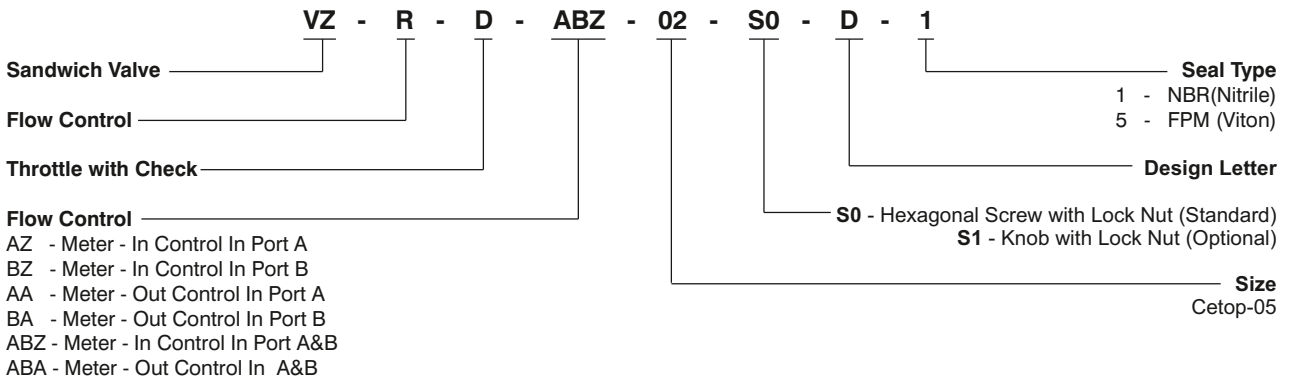 VZ - R - D - ABZ - 02 - S0 - D - 1
Sandwich Valve
Flow Control
Throttle with Check
Flow Control
AZ - Meter - In Control In Port A
BZ - Meter - In Control In Port B
AA - Meter - Out Control In Port A
BA - Meter - Out Control In Port B
ABZ - Meter - In Control In Port A&B
ABA - Meter - Out Control In A&B
Seal Type
1 - NBR(Nitrile)
5 - FPM (Viton)
Design Letter
S0 - Hexagonal Screw with Lock Nut (Standard)
S1 - Knob with Lock Nut (Optional)
Size
Cetop-05